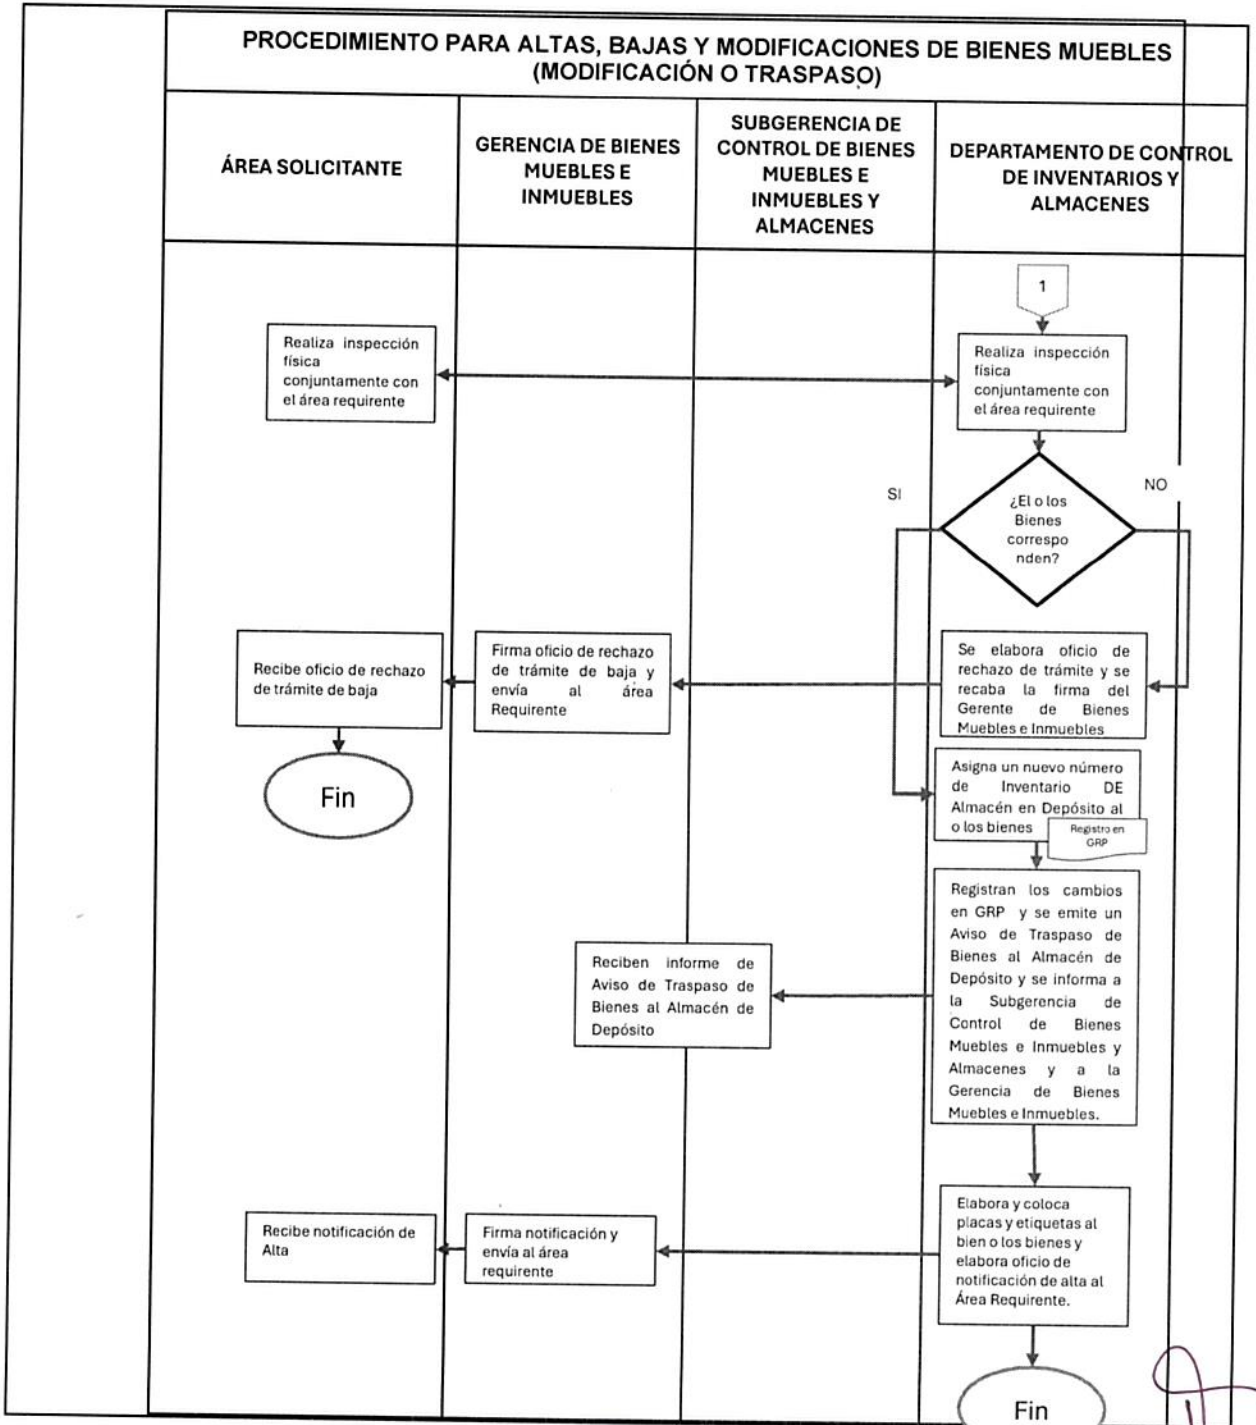 PROCEDIMIENTO PARA ALTAS, BAJAS Y MODIFICACIONES DE BIENES MUEBLES
(MODIFICACIÓN O TRASPASO)
ÁREA SOLICITANTE
GERENCIA DE BIENES
MUEBLES E
INMUEBLES
SUBGERENCIA DE
CONTROL DE BIENES
MUEBLES E
INMUEBLES Y
ALMACENES
DEPARTAMENTO DE CONTROL
DE INVENTARIOS Y
ALMACENES
1
Realiza inspección
física
conjuntamente con
el área requirente
Realiza inspección
física
conjuntamente con
el área requirente
SI
¿El o los
Bienes
correspo
nden?
NO
Recibe oficio de rechazo
de trámite de baja
Firma oficio de rechazo
de trámite de baja y
envía al área
Requirente
Se elabora oficio de
rechazo de trámite y se
recaba la firma del
Gerente de Bienes
Muebles e Inmuebles
Fin
Asigna un nuevo número
de Inventario DE
Almacén en Depósito al
o los bienes
Registro en
GRP
Registran los cambios
en GRP y se emite un
Aviso de Traspaso de
Bienes al Almacén de
Depósito y se informa a
la Subgerencia de
Control de Bienes
Muebles e Inmuebles y
Almacenes y a la
Gerencia de Bienes
Muebles e Inmuebles.
Reciben informe de
Aviso de Traspaso de
Bienes al Almacén de
Depósito
Recibe notificación de
Alta
Firma notificación y
envía al área
requirente
Elabora y coloca
placas y etiquetas al
bien o los bienes y
elabora oficio de
notificación de alta al
Área Requirente.
Fin